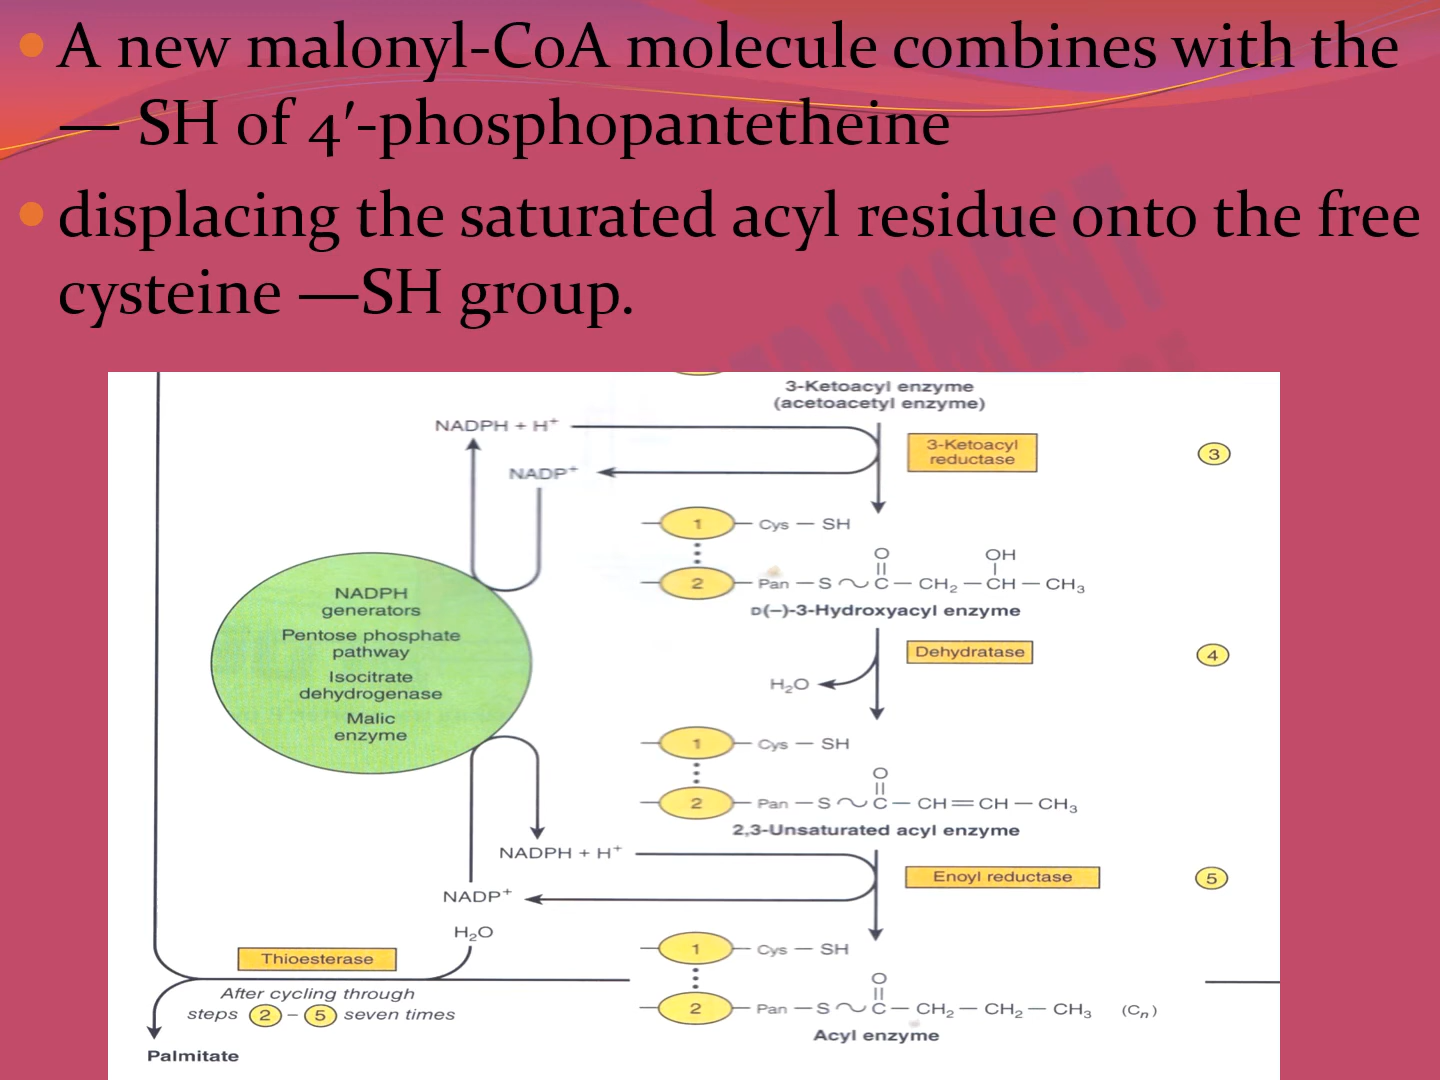 A new malonyl-CoA molecule combines with the
— SH of 4′-phosphopantetheine
displacing the saturated acyl residue onto the free
cysteine —SH group.
3-Ketoacyl enzyme
(acetoacetyl enzyme)
NADPH + H⁺
3-Ketoacyl
reductase
3
NADP⁺
1 Cys — SH
O OH
2 Pan — S ~ C — CH₂ — CH — CH₃
D(–)-3-Hydroxyacyl enzyme
NADPH
generators
Pentose phosphate
pathway
Isocitrate
dehydrogenase
Malic
enzyme
Dehydratase
4
H₂O
1 Cys — SH
O
2 Pan — S ~ C — CH = CH — CH₃
2,3-Unsaturated acyl enzyme
NADPH + H⁺
Enoyl reductase
5
NADP⁺
H₂O
1 Cys — SH
Thioesterase
O
After cycling through
steps 2 – 5 seven times
2 Pan — S ~ C — CH₂ — CH₂ — CH₃ (Cₙ)
Acyl enzyme
Palmitate